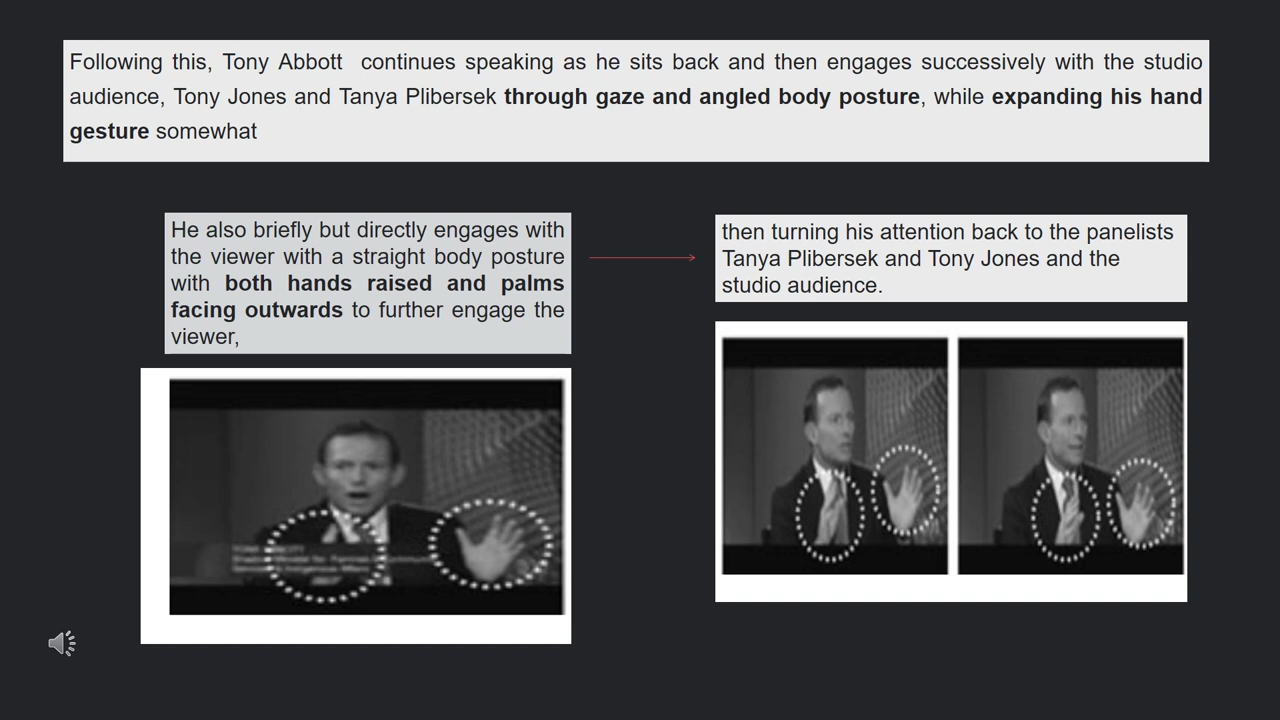 Following this, Tony Abbott continues speaking as he sits back and then engages successively with the studio
audience, Tony Jones and Tanya Plibersek through gaze and angled body posture, while expanding his hand
gesture somewhat
He also briefly but directly engages with
the viewer with a straight body posture
with both hands raised and palms
facing outwards to further engage the
viewer,
then turning his attention back to the panelists
Tanya Plibersek and Tony Jones and the
studio audience.